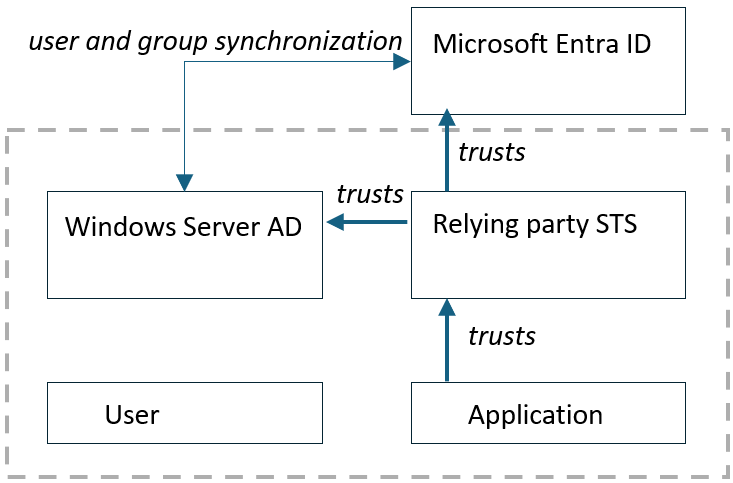 user and group synchronization
Microsoft Entra ID
trusts
trusts
Windows Server AD
Relying party STS
trusts
User
Application